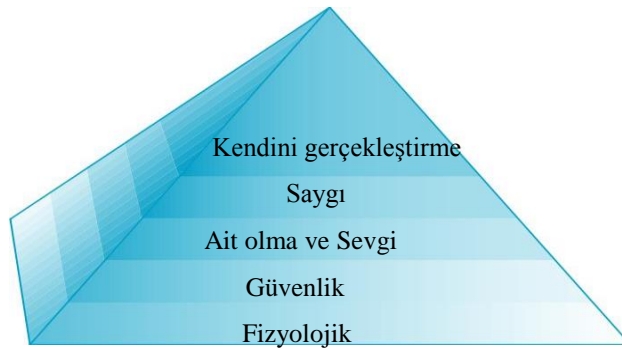 Kendini gerçekleştirme
Saygı
Ait olma ve Sevgi
Güvenlik
Fizyolojik